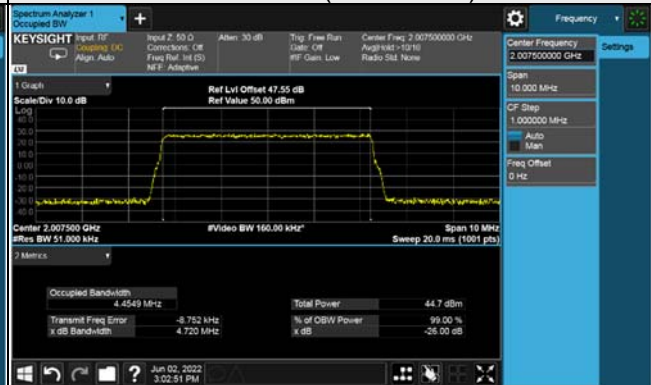 Spectrum Analyzer 1
Occupied BW
+
Frequency
KEYSIGHT
Input: RF
Coupling: DC
Align: Auto
Input Z: 50 Ω
Corrections: Off
Freq Ref: Int (S)
NFE: Adaptive
Atten: 30 dB
Trig: Free Run
Gate: Off
#IF Gain: Low
Center Freq: 2.007500000 GHz
Avg|Hold:>10/10
Radio Std: None
LXI
Center Frequency
2.007500000 GHz
Settings
Span
10.000 MHz
CF Step
1.000000 MHz
Auto
Man
Freq Offset
0 Hz
1 Graph
Scale/Div 10.0 dB
Ref Lvl Offset 47.55 dB
Ref Value 50.00 dBm
Log
40.0
30.0
20.0
10.0
0.00
-10.0
-20.0
-30.0
-40.0
Center 2.007500 GHz
#Res BW 51.000 kHz
#Video BW 160.00 kHz*
Span 10 MHz
Sweep 20.0 ms (1001 pts)
2 Metrics
Occupied Bandwidth
4.4549 MHz
Total Power
44.7 dBm
Transmit Freq Error
-8.752 kHz
% of OBW Power
99.00 %
x dB Bandwidth
4.720 MHz
x dB
-26.00 dB
?
Jun 02, 2022
3:02:51 PM